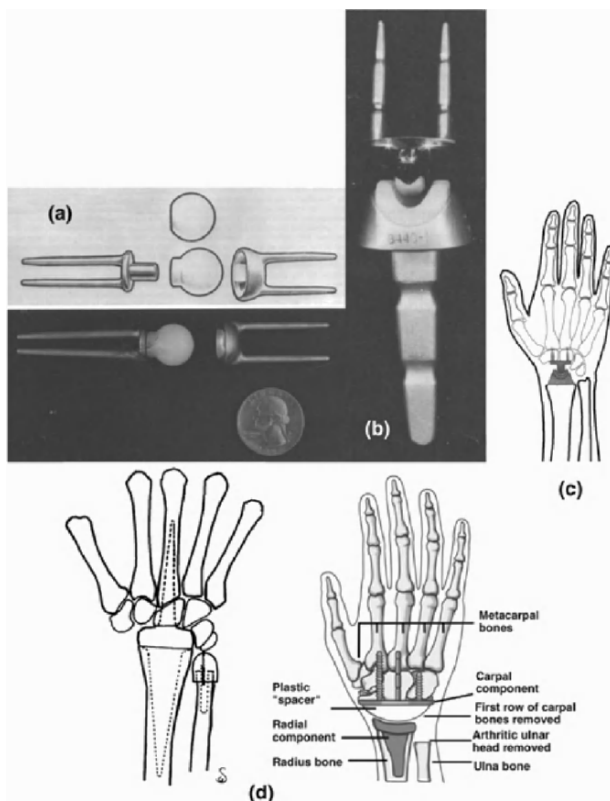 (a)
(b)
(c)
Metacarpal
bones
Carpal
component
Plastic
"spacer"
First row of carpal
bones removed
Radial
component
Arthritic ulnar
head removed
Radius bone
Ulna bone
(d)